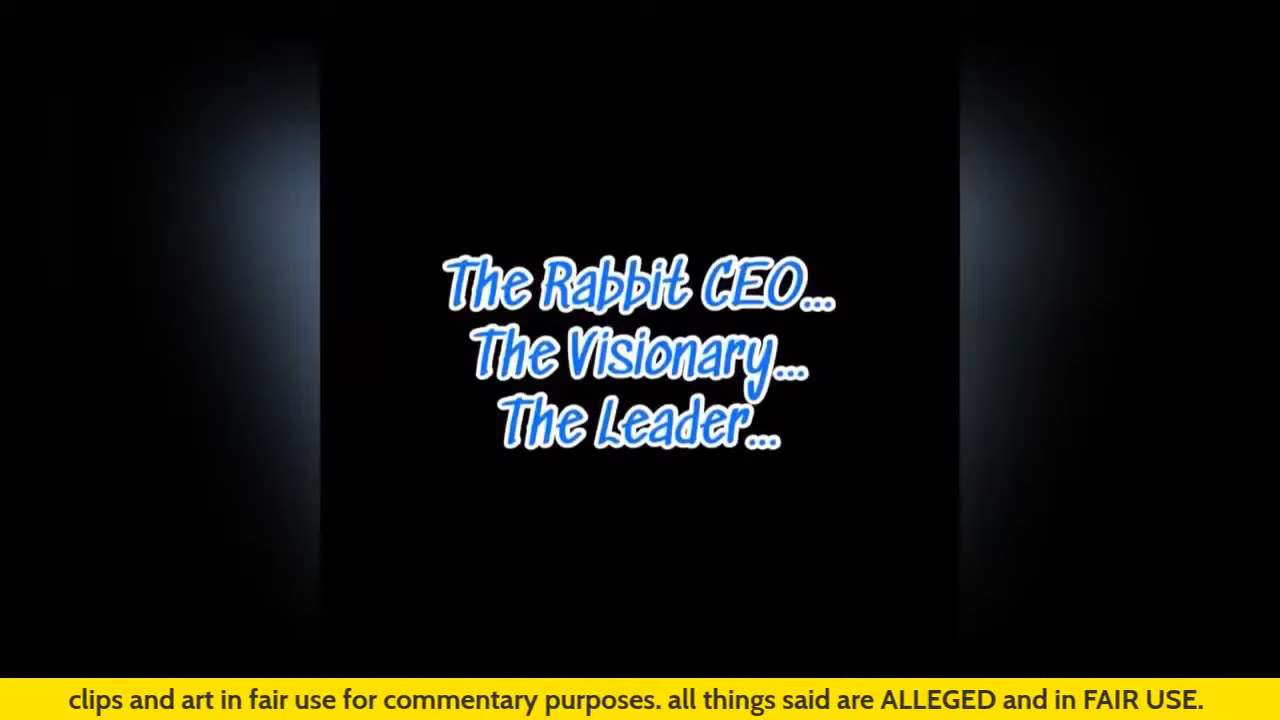 The Rabbit CEO...
The Visionary...
The Leader...
clips and art in fair use for commentary purposes. all things said are ALLEGED and in FAIR USE.